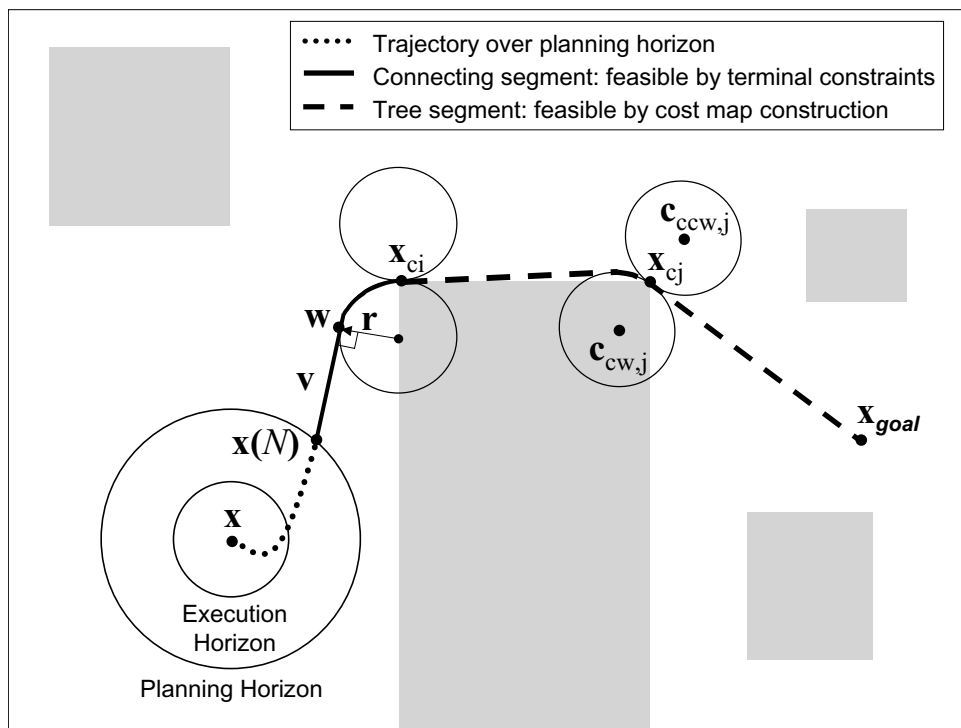 Trajectory over planning horizon
Connecting segment: feasible by terminal constraints
Tree segment: feasible by cost map construction
c_ccw,j
x_ci
x_cj
w
r
c_cw,j
v
x_goal
x(N)
x
Execution
Horizon
Planning Horizon